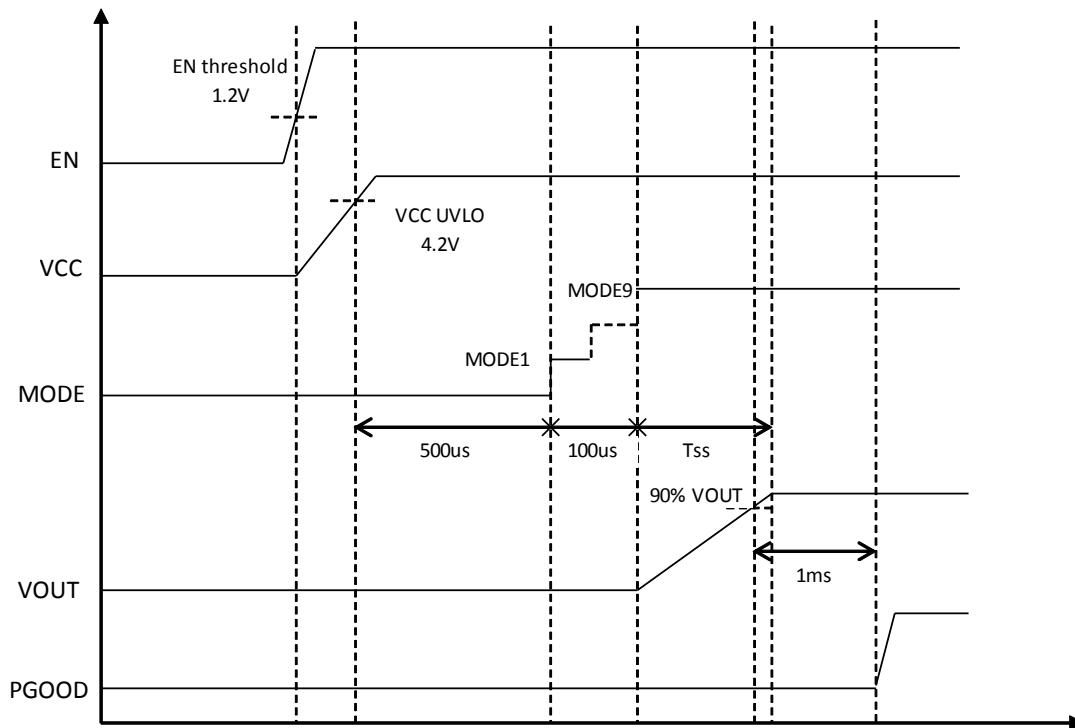 EN threshold
1.2V
EN
VCC UVLO
4.2V
VCC
MODE9
MODE1
MODE
500us
100us
Tss
90% VOUT
1ms
VOUT
PGOOD